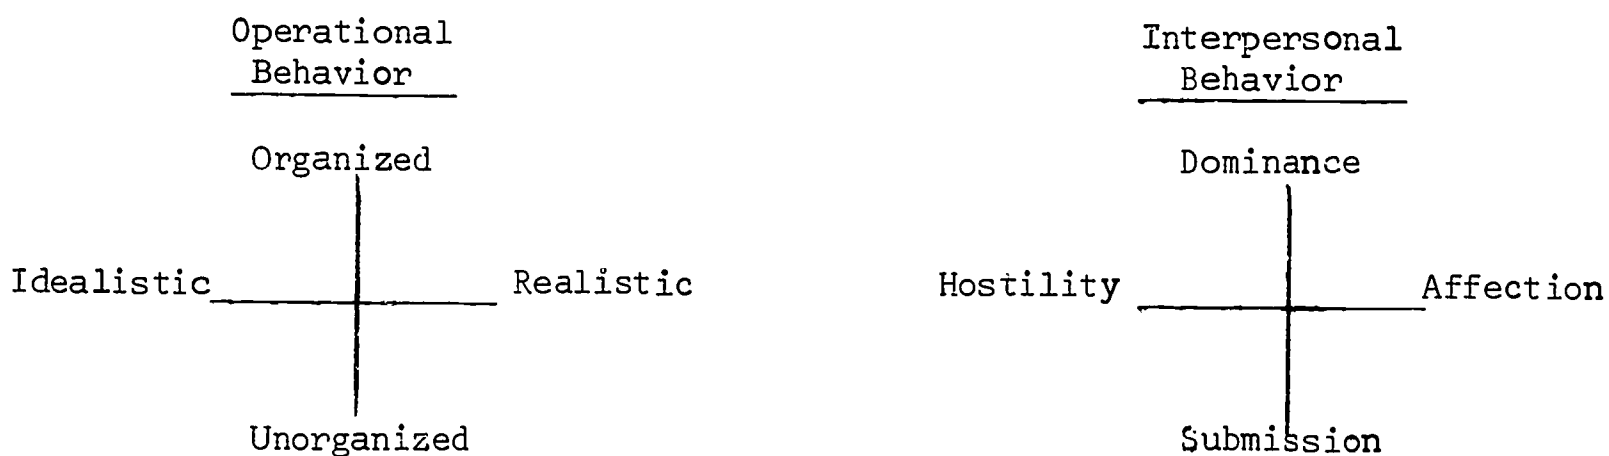 Operational
Behavior
Organized
Idealistic
Realistic
Unorganized
Interpersonal
Behavior
Dominance
Hostility
Affection
Submission